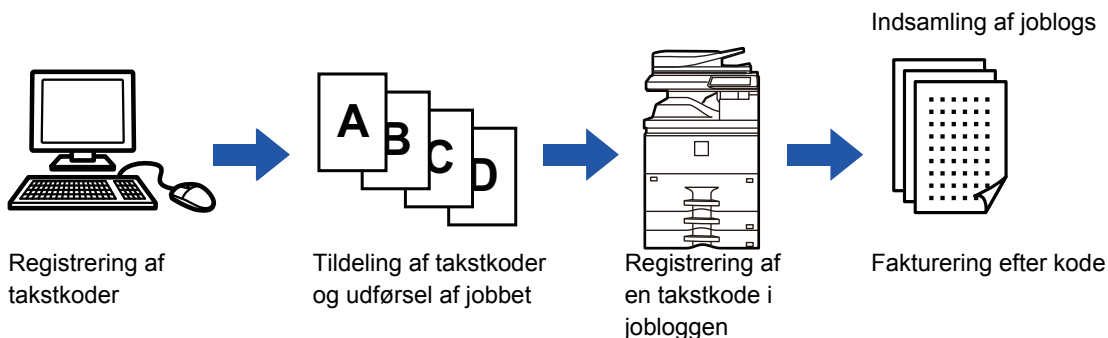 Indsamling af joblogs
A
B
C
D
Registrering af
takstkoder
Tildeling af takstkoder
og udførsel af jobbet
Registrering af
en takstkode i
jobloggen
Fakturering efter kode